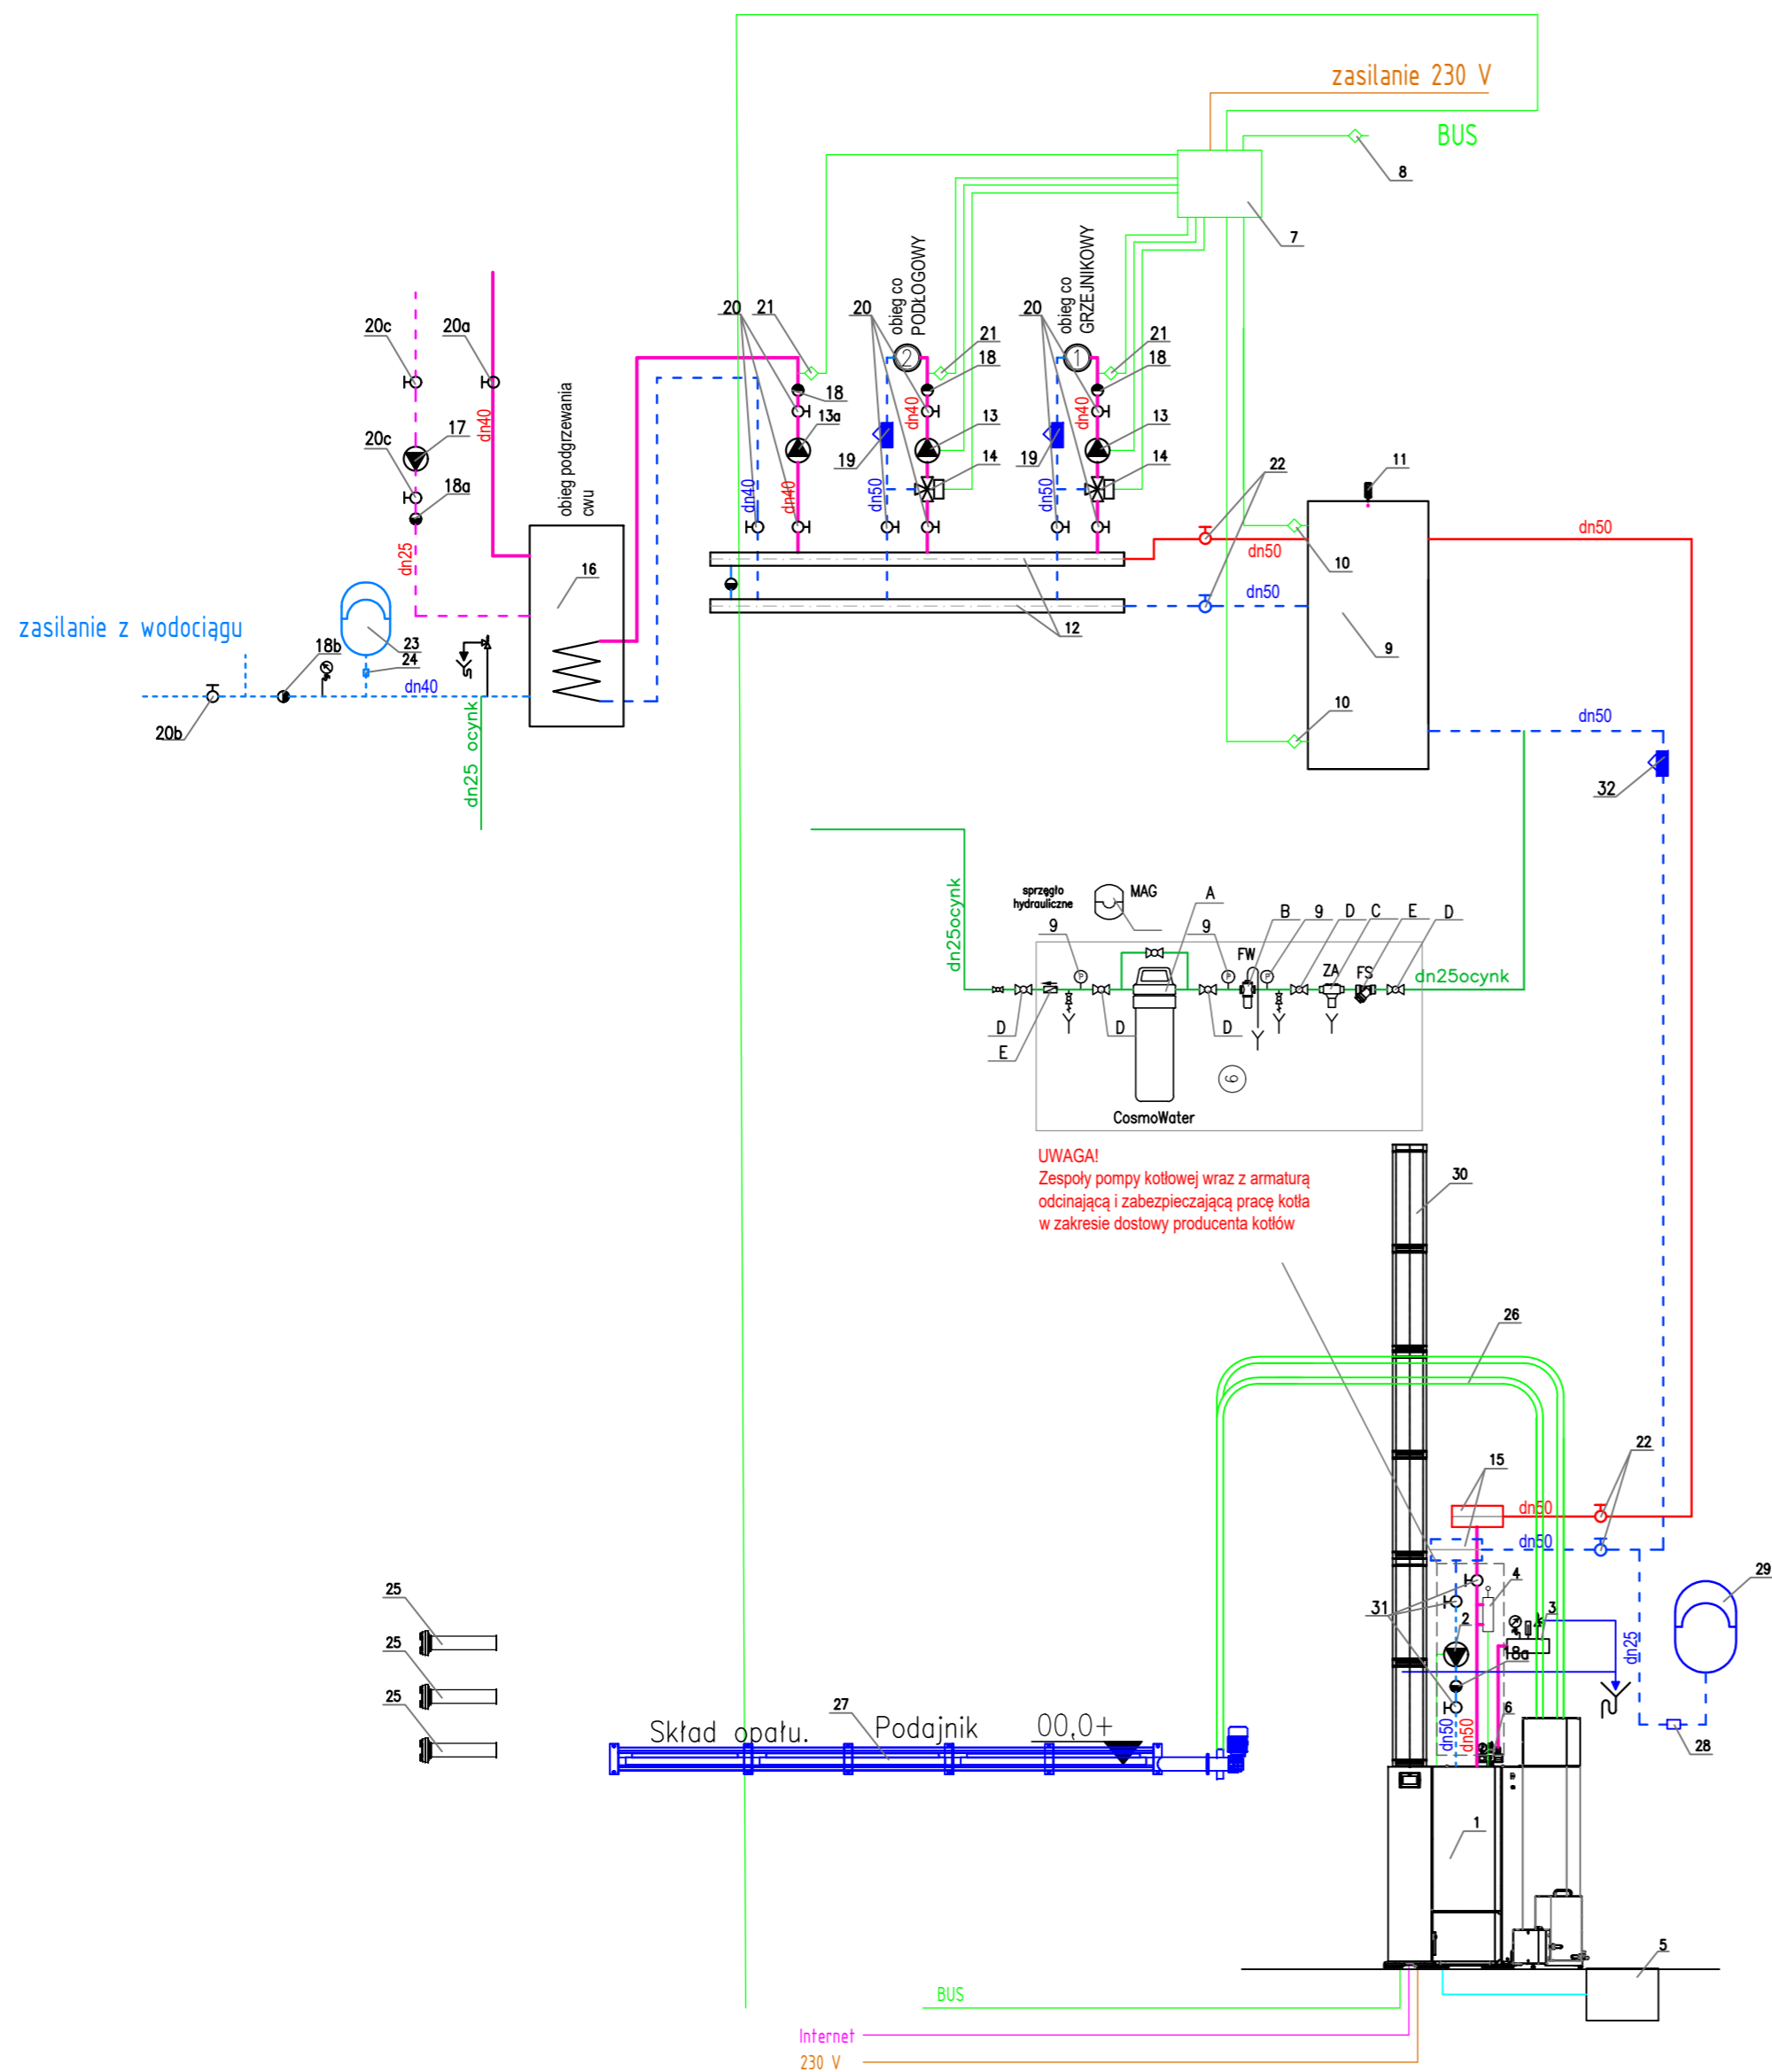 zasilanie 230 V
BUS
8
7
obieg co
PODŁOGOWY
obieg co
GRZEJNIKOWY
20
21
20
21
18
20
21
18
2
1
20c
20a
dn40
17
20c
18a
dn25
obieg podgrzewania
cwu
18
13a
dn40
dn40
dn40
13
14
19
dn50
dn40
13
14
19
dn50
22
11
dn50
dn50
dn50
10
9
10
dn50
32
16
12
zasilanie z wodociągu
18b
23
24
dn40
20b
dn25 ocynk
dn25ocynk
sprzęgło
hydrauliczne
MAG
A
9
9
B
9
D
C
E
D
FW
ZA
FS
dn25ocynk
D
E
D
D
6
CosmoWater
UWAGA!
Zespoły pompy kotłowej wraz z armaturą
odcinającą i zabezpieczającą pracę kotła
w zakresie dostowy producenta kotłów
30
26
15
22
dn50
dn50
4
29
31
2
3
18a
dn25
6
dn50
dn50
28
25
25
25
27
Skład opału.
Podajnik
00,0+
1
5
BUS
Internet
230 V